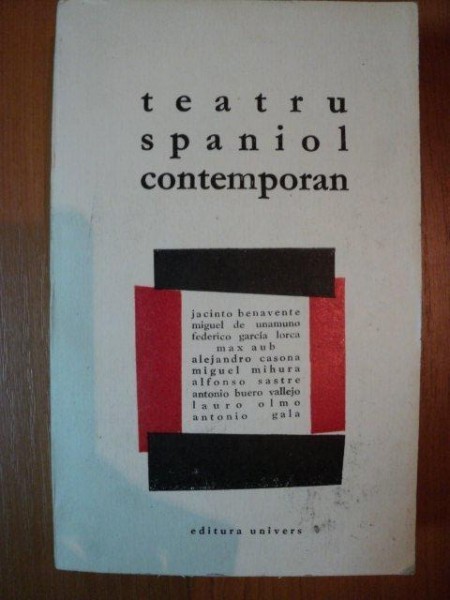 teatru
spaniol
contemporan
jacinto benavente
miguel de unamuno
federico garcía lorca
max aub
alejandro casona
miguel mihura
alfonso sastre
antonio buero vallejo
lauro olmo
antonio gala
editura univers